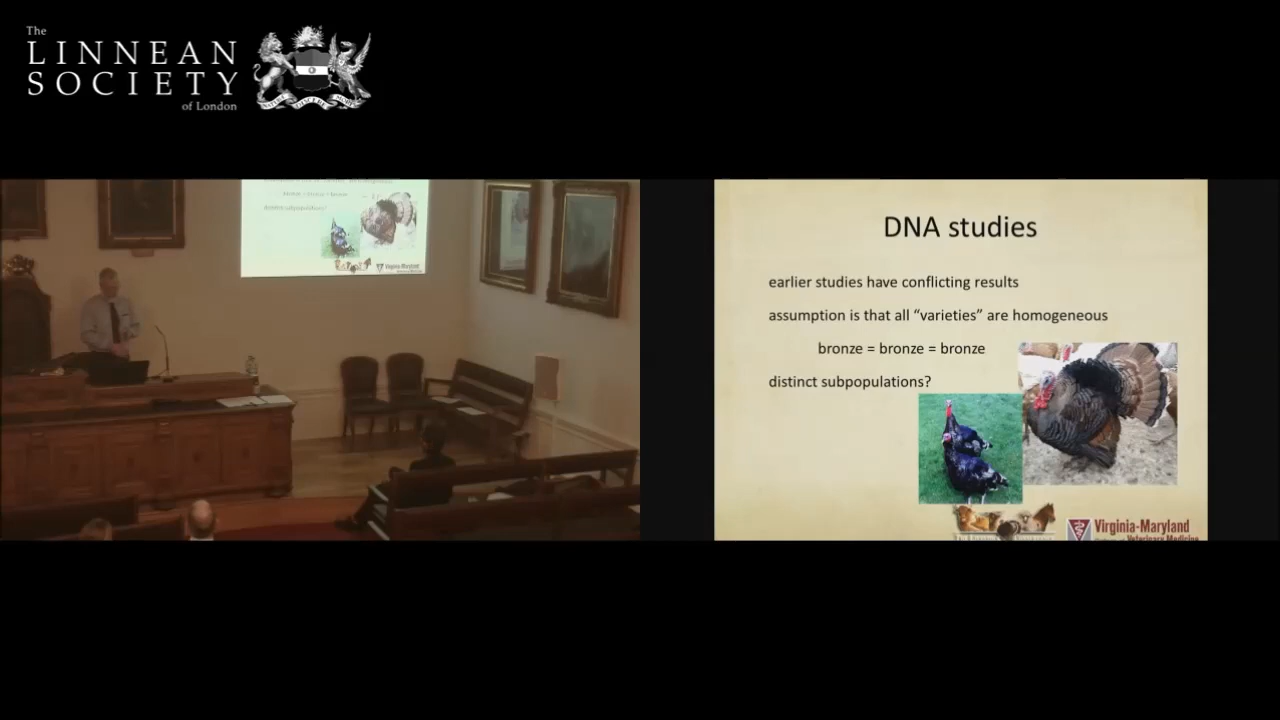 The
LINNEAN
SOCIETY
of London
DNA studies
earlier studies have conflicting results
assumption is that all “varieties” are homogeneous
bronze = bronze = bronze
distinct subpopulations?
Virginia-Maryland
Veterinary Medicine